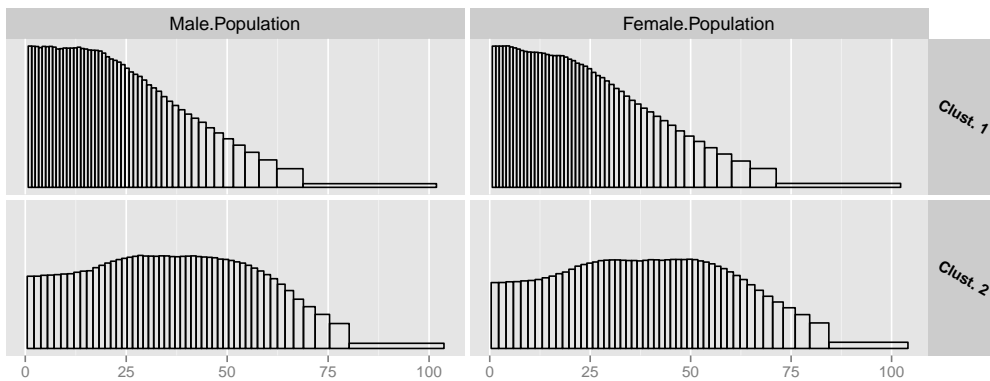 Male.Population
Female.Population
Clust. 1
Clust. 2
0 25 50 75 100
0 25 50 75 100